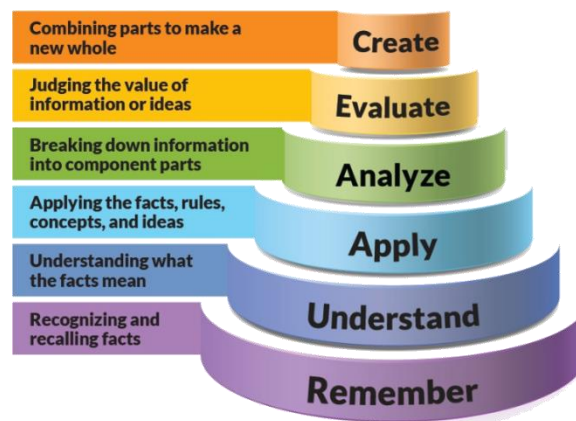 Combining parts to make a
new whole
Create
Judging the value of
information or ideas
Evaluate
Breaking down information
into component parts
Analyze
Applying the facts, rules,
concepts, and ideas
Apply
Understanding what
the facts mean
Understand
Recognizing and
recalling facts
Remember